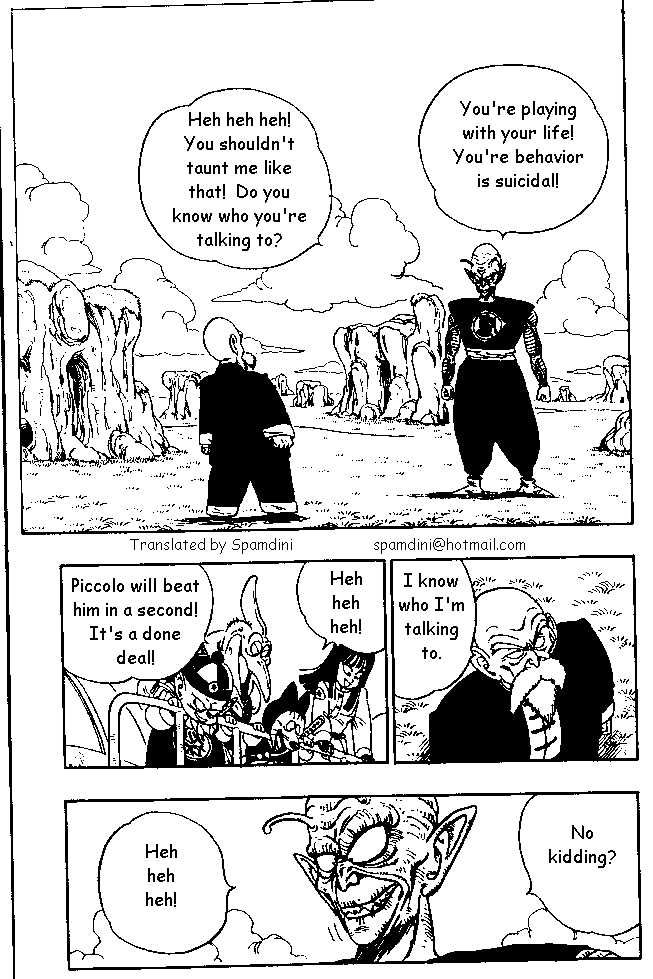 Heh heh heh!
You shouldn't
taunt me like
that! Do you
know who you're
talking to?
You're playing
with your life!
You're behavior
is suicidal!
Translated by Spamdini spamdini@hotmail.com
Piccolo will beat
him in a second!
It's a done
deal!
Heh
heh
heh!
I know
who I'm
talking
to.
Heh
heh
heh!
No
kidding?